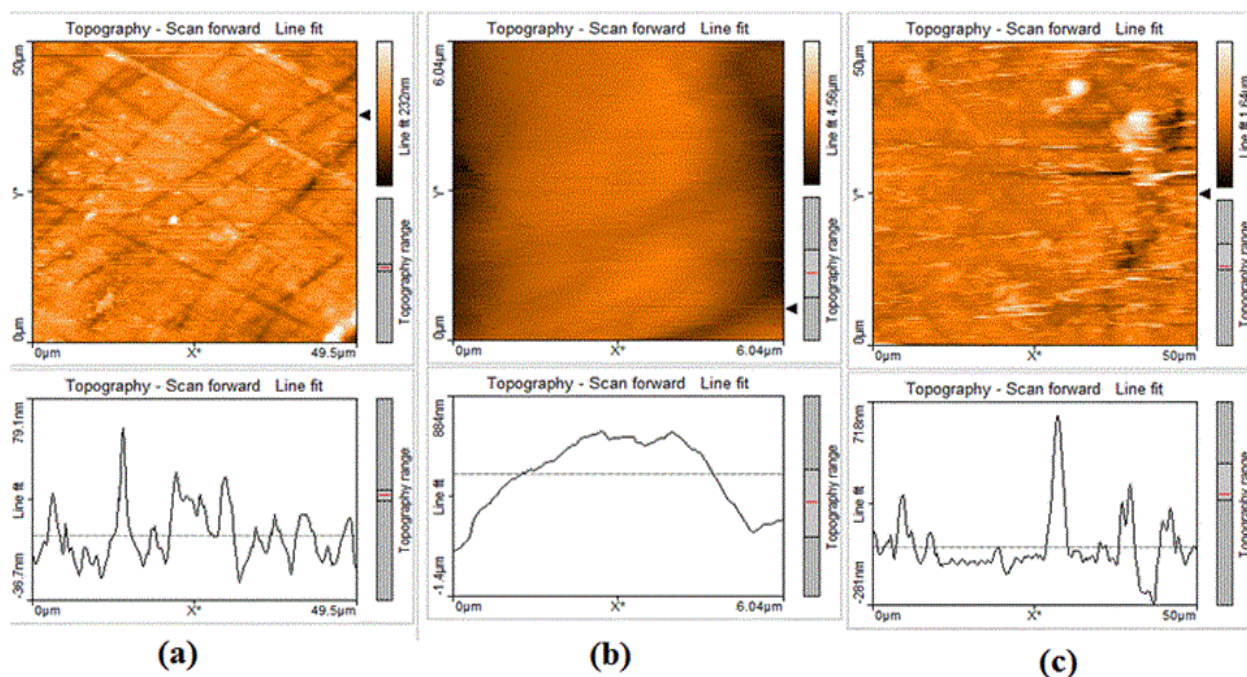 Topography - Scan forward Line fit
50µm
Y*
0µm
0µm
X*
49.5µm
Line fit 232nm
Topography range
Topography - Scan forward Line fit
79.1nm
Line fit
-36.7nm
0µm
X*
49.5µm
Topography range
(a)
Topography - Scan forward Line fit
6.04µm
Y*
0µm
0µm
X*
6.04µm
Line fit 4.56µm
Topography range
Topography - Scan forward Line fit
884nm
Line fit
-1.4µm
0µm
X*
6.04µm
Topography range
(b)
Topography - Scan forward Line fit
50µm
Y*
0µm
0µm
X*
50µm
Line fit 1.64µm
Topography range
Topography - Scan forward Line fit
718nm
Line fit
-281nm
0µm
X*
50µm
Topography range
(c)